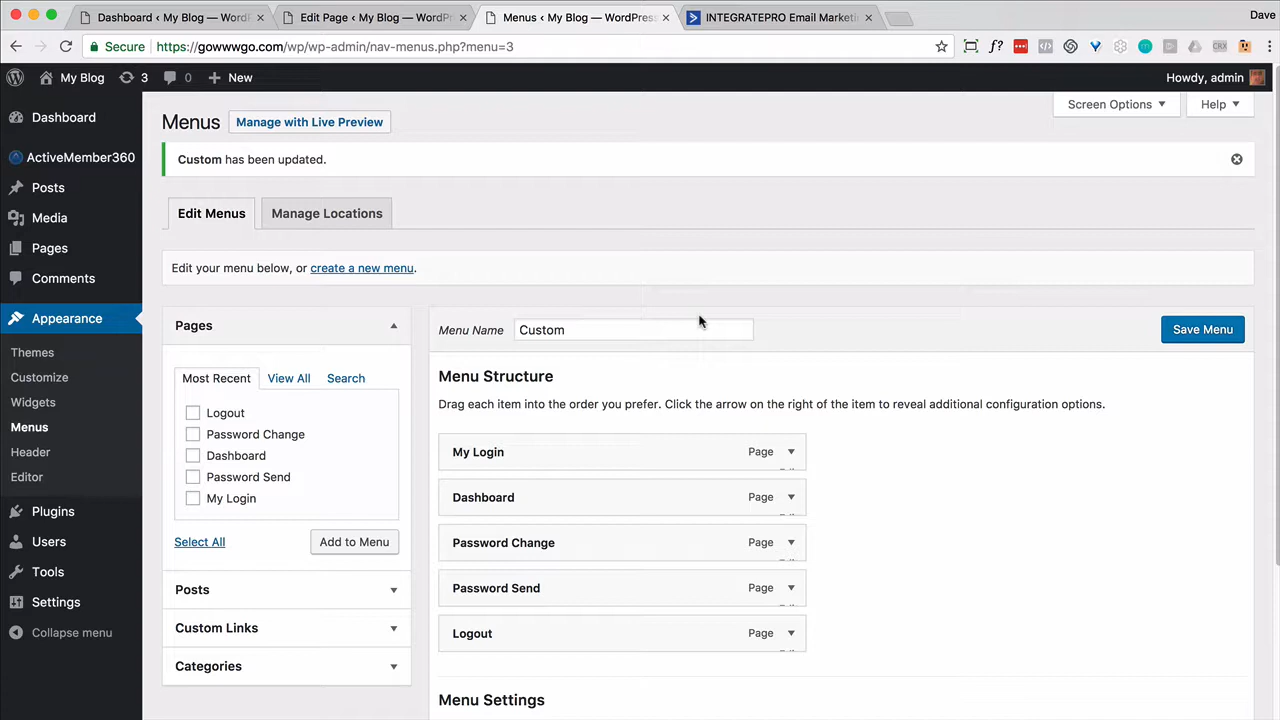 Dashboard < My Blog — WordP
Edit Page < My Blog — WordPr
Menus < My Blog — WordPress
INTEGRATEPRO Email Marketi
Dave
Secure
https://gowwwgo.com/wp/wp-admin/nav-menus.php?menu=3
f?
CRX
My Blog
3
0
New
Howdy, admin
Dashboard
ActiveMember360
Posts
Media
Pages
Comments
Appearance
Themes
Customize
Widgets
Menus
Header
Editor
Plugins
Users
Tools
Settings
Collapse menu
Screen Options
Help
Menus
Manage with Live Preview
Custom has been updated.
Edit Menus
Manage Locations
Edit your menu below, or create a new menu.
Pages
Most Recent
View All
Search
Logout
Password Change
Dashboard
Password Send
My Login
Select All
Add to Menu
Posts
Custom Links
Categories
Menu Name
Custom
Save Menu
Menu Structure
Drag each item into the order you prefer. Click the arrow on the right of the item to reveal additional configuration options.
My Login Page
Dashboard Page
Password Change Page
Password Send Page
Logout Page
Menu Settings